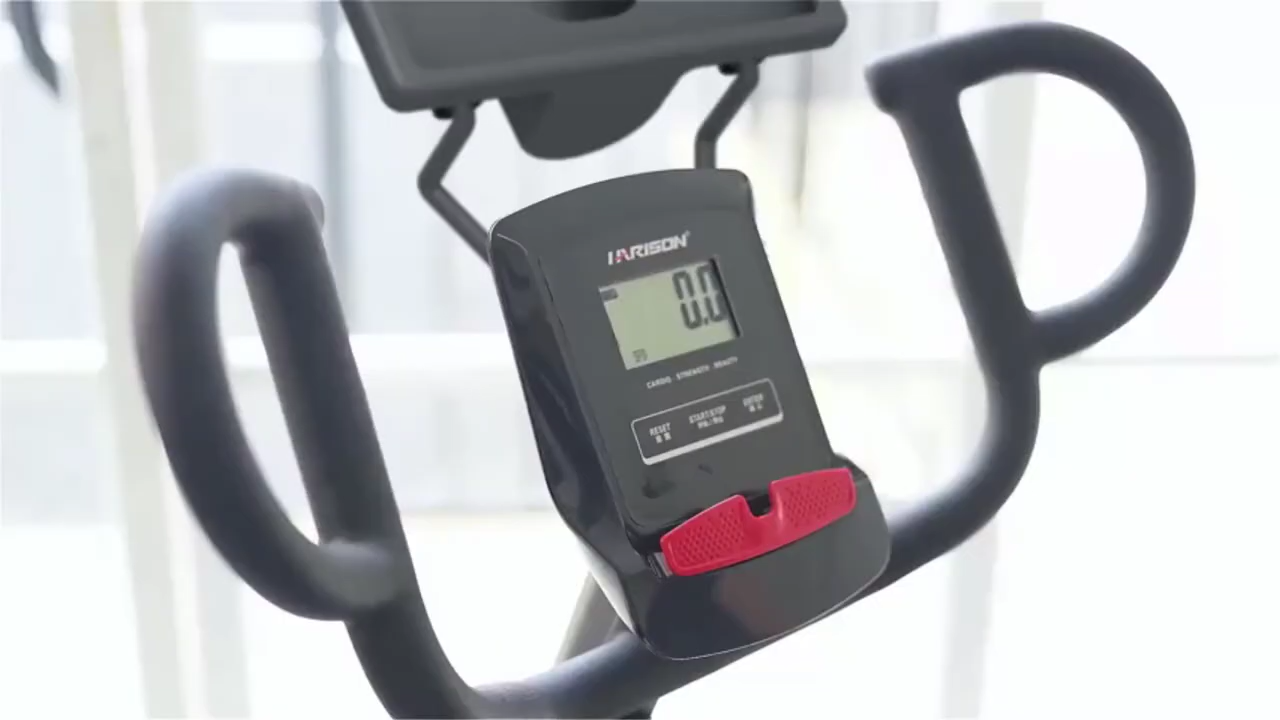 HARISON®
0.0
CARDIO · STRENGTH · BEAUTY
RESET
START/STOP
ENTER